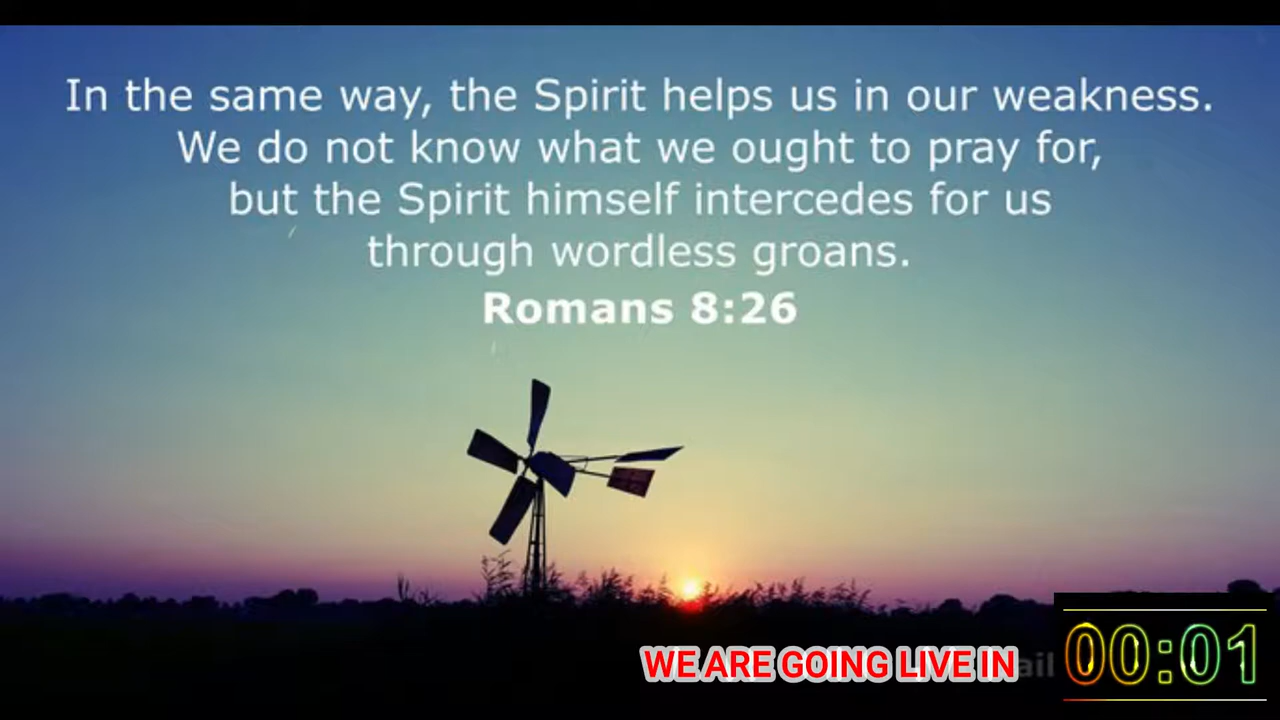 In the same way, the Spirit helps us in our weakness.
We do not know what we ought to pray for,
but the Spirit himself intercedes for us
through wordless groans.
Romans 8:26
WE ARE GOING LIVE IN
00:01